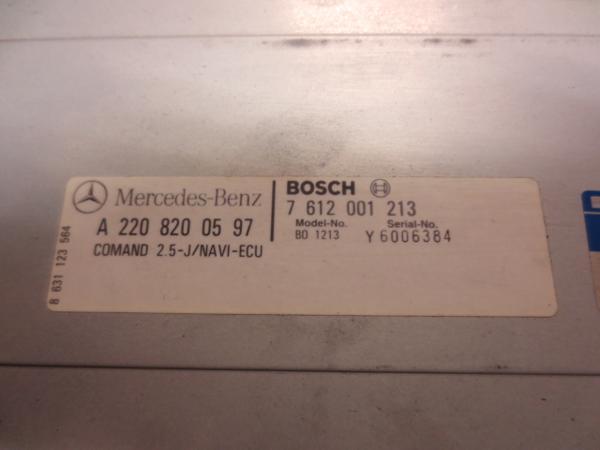 Mercedes-Benz
A 220 820 05 97
COMAND 2.5-J/NAVI-ECU
BOSCH
7 612 001 213
Model-No. Serial-No.
BO 1213 Y 6006384
8 631 123 564